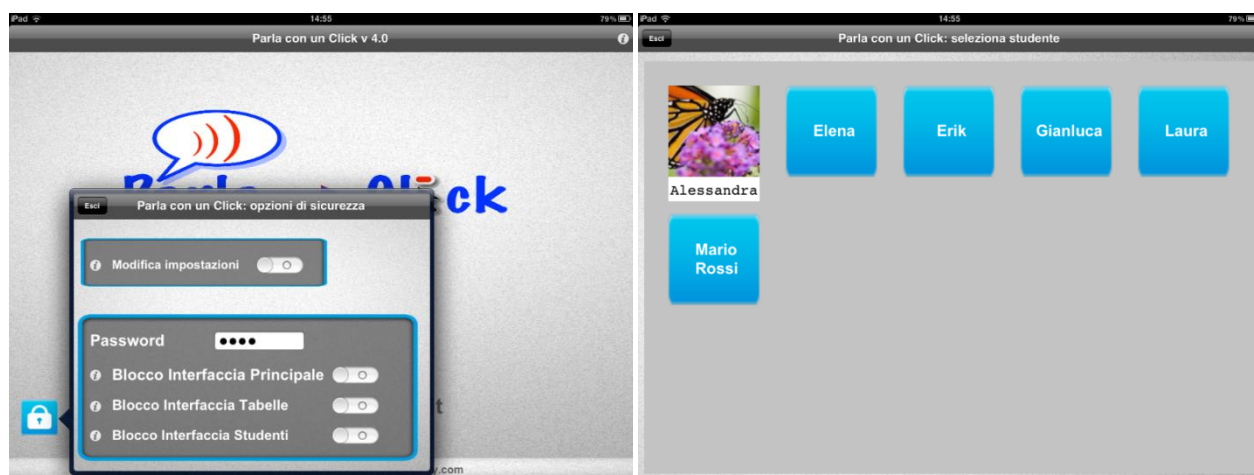 iPad 14:55 79%
Parla con un Click v 4.0
Parla Click
Esci Parla con un Click: opzioni di sicurezza
Modifica impostazioni
Password
Blocco Interfaccia Principale
Blocco Interfaccia Tabelle
Blocco Interfaccia Studenti
y.com
iPad 14:55 79%
Esci Parla con un Click: seleziona studente
Elena Erik Gianluca Laura
Alessandra
Mario
Rossi